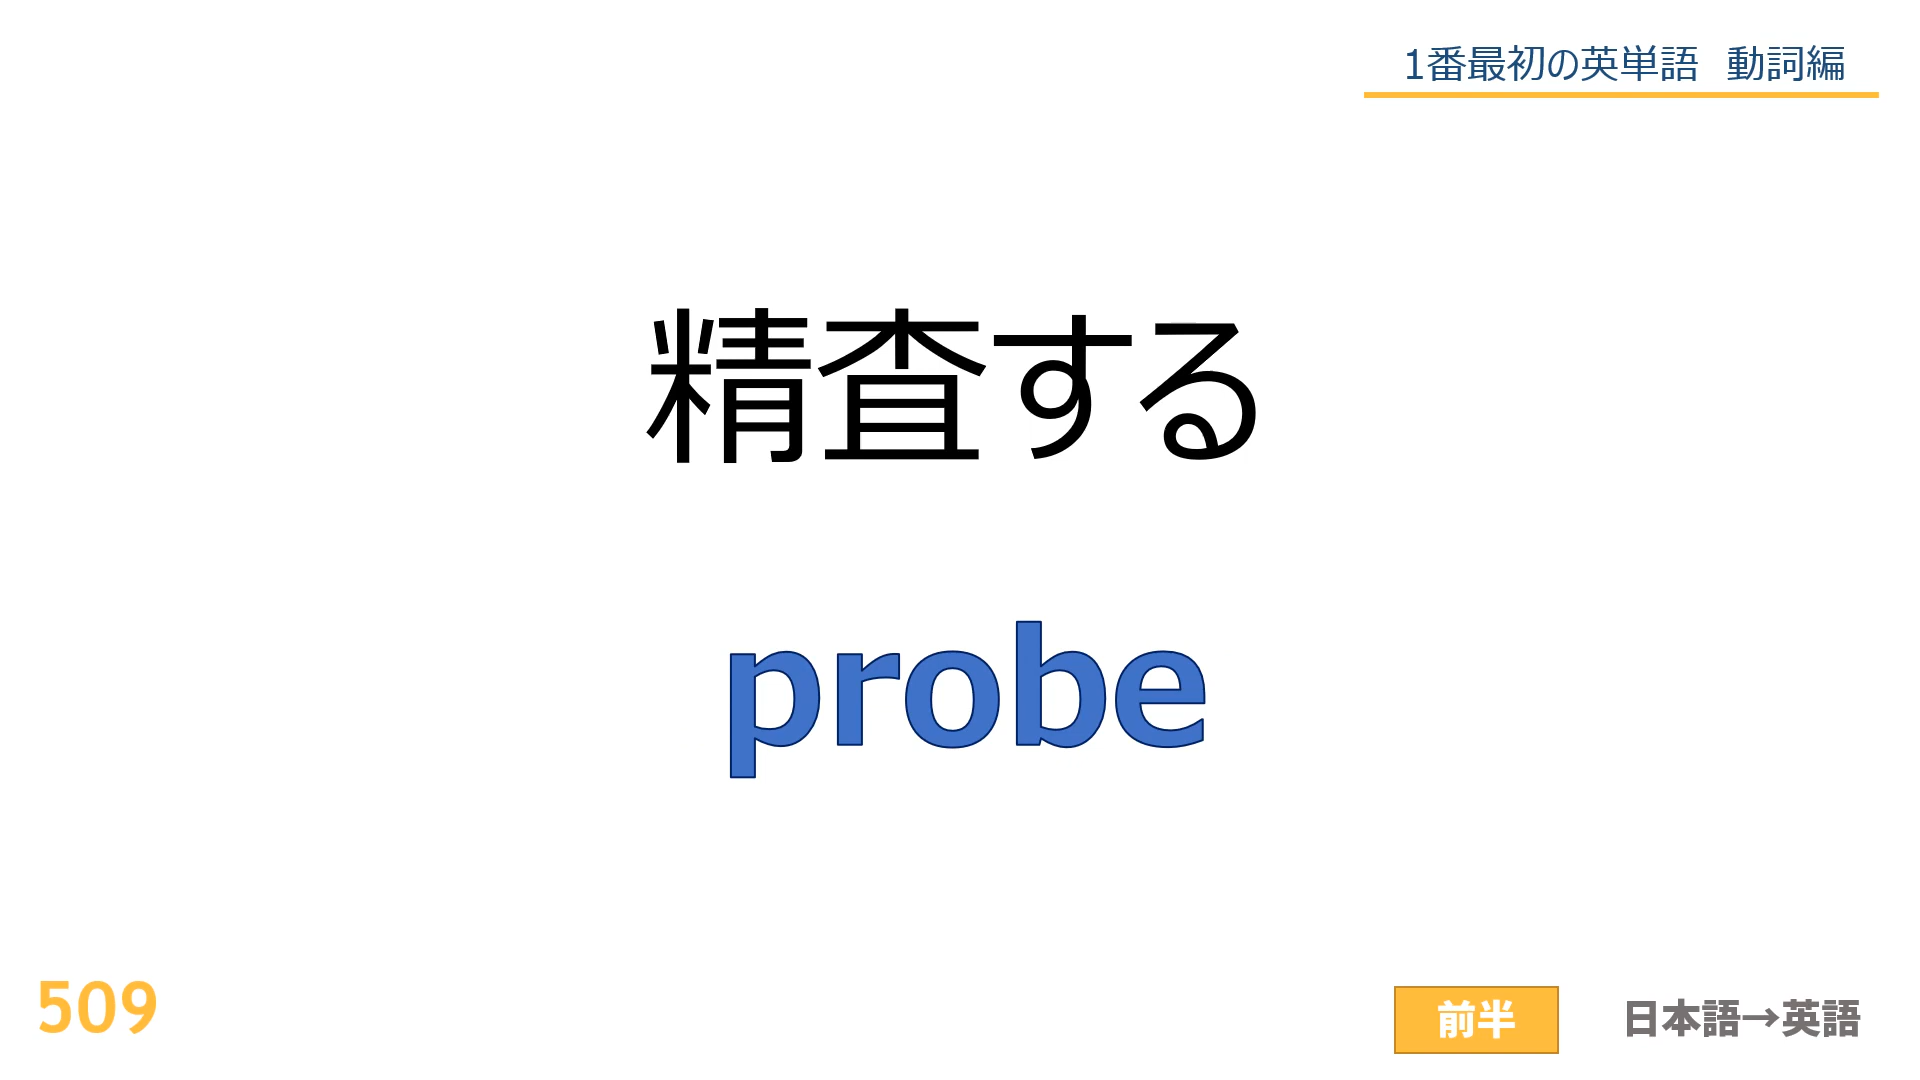 1番最初の英単語　動詞編
精査する
probe
509
前半
日本語→英語